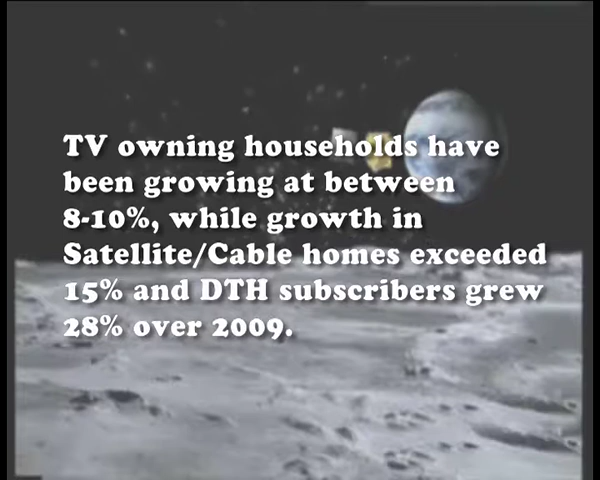 TV owning households have
been growing at between
8-10%, while growth in
Satellite/Cable homes exceeded
15% and DTH subscribers grew
28% over 2009.